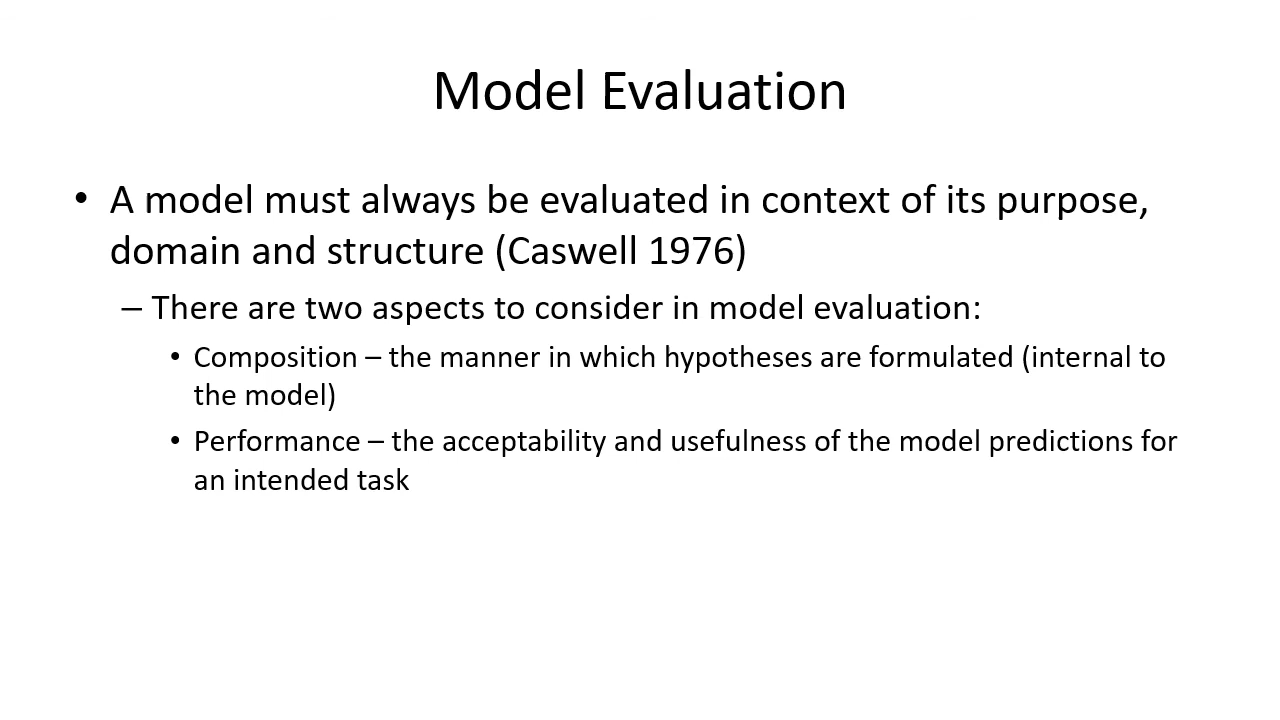 Model Evaluation
• A model must always be evaluated in context of its purpose,
domain and structure (Caswell 1976)
– There are two aspects to consider in model evaluation:
• Composition – the manner in which hypotheses are formulated (internal to
the model)
• Performance – the acceptability and usefulness of the model predictions for
an intended task